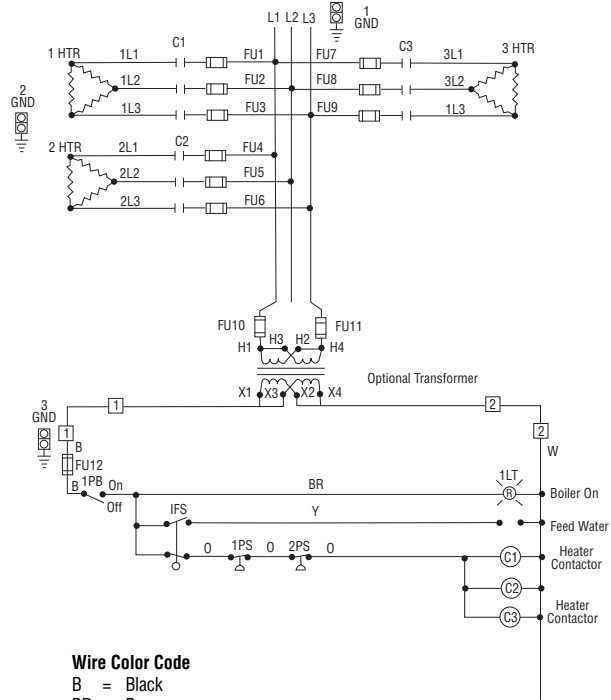 L1 L2 L3
1
GND
1 HTR 1L1 C1 FU1 FU7 C3 3L1 3 HTR
1L2 FU2 FU8 3L2
2
GND
1L3 FU3 FU9 1L3
2 HTR 2L1 C2 FU4
2L2 FU5
2L3 FU6
FU10 FU11
H1 H3 H2 H4
Optional Transformer
X1 X3 X2 X4
1 2
3
GND
1 2
B W
FU12
B 1PB On BR 1LT
R Boiler On
Off
IFS Y Feed Water
O 1PS O 2PS O C1 Heater
Contactor
C2
Heater
C3 Contactor
Wire Color Code
B = Black